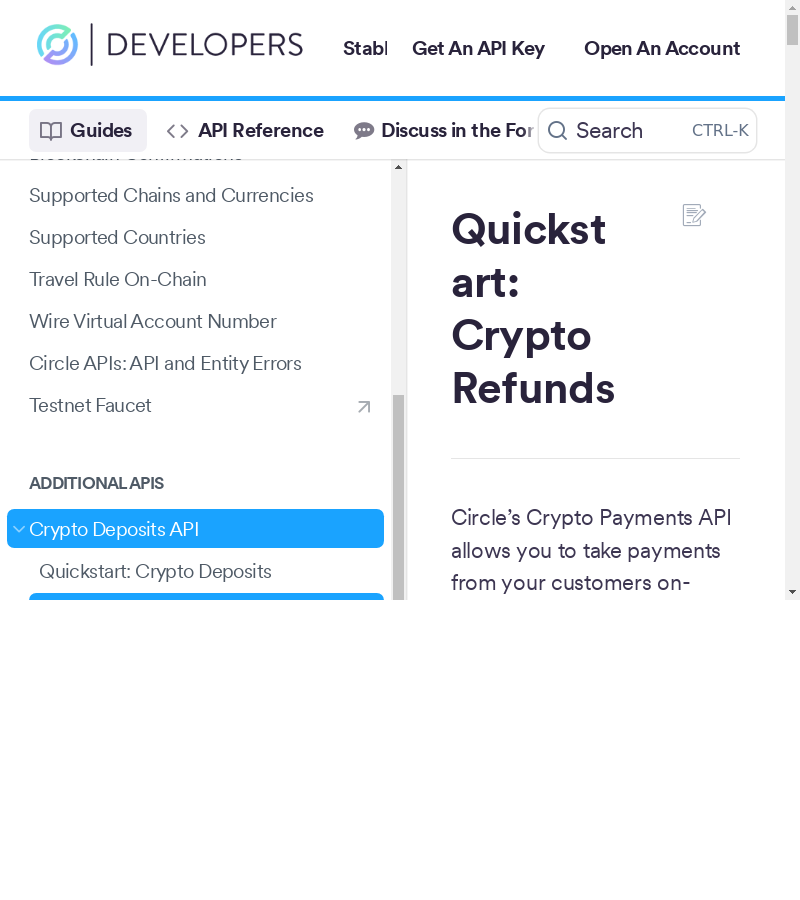 DEVELOPERS
Stabl
Get An API Key
Open An Account
Guides
API Reference
Discuss in the For
Search
CTRL-K
Supported Chains and Currencies
Supported Countries
Travel Rule On-Chain
Wire Virtual Account Number
Circle APIs: API and Entity Errors
Testnet Faucet
ADDITIONAL APIS
Crypto Deposits API
Quickstart: Crypto Deposits
Quickst
art:
Crypto
Refunds
Circle’s Crypto Payments API
allows you to take payments
from your customers on-